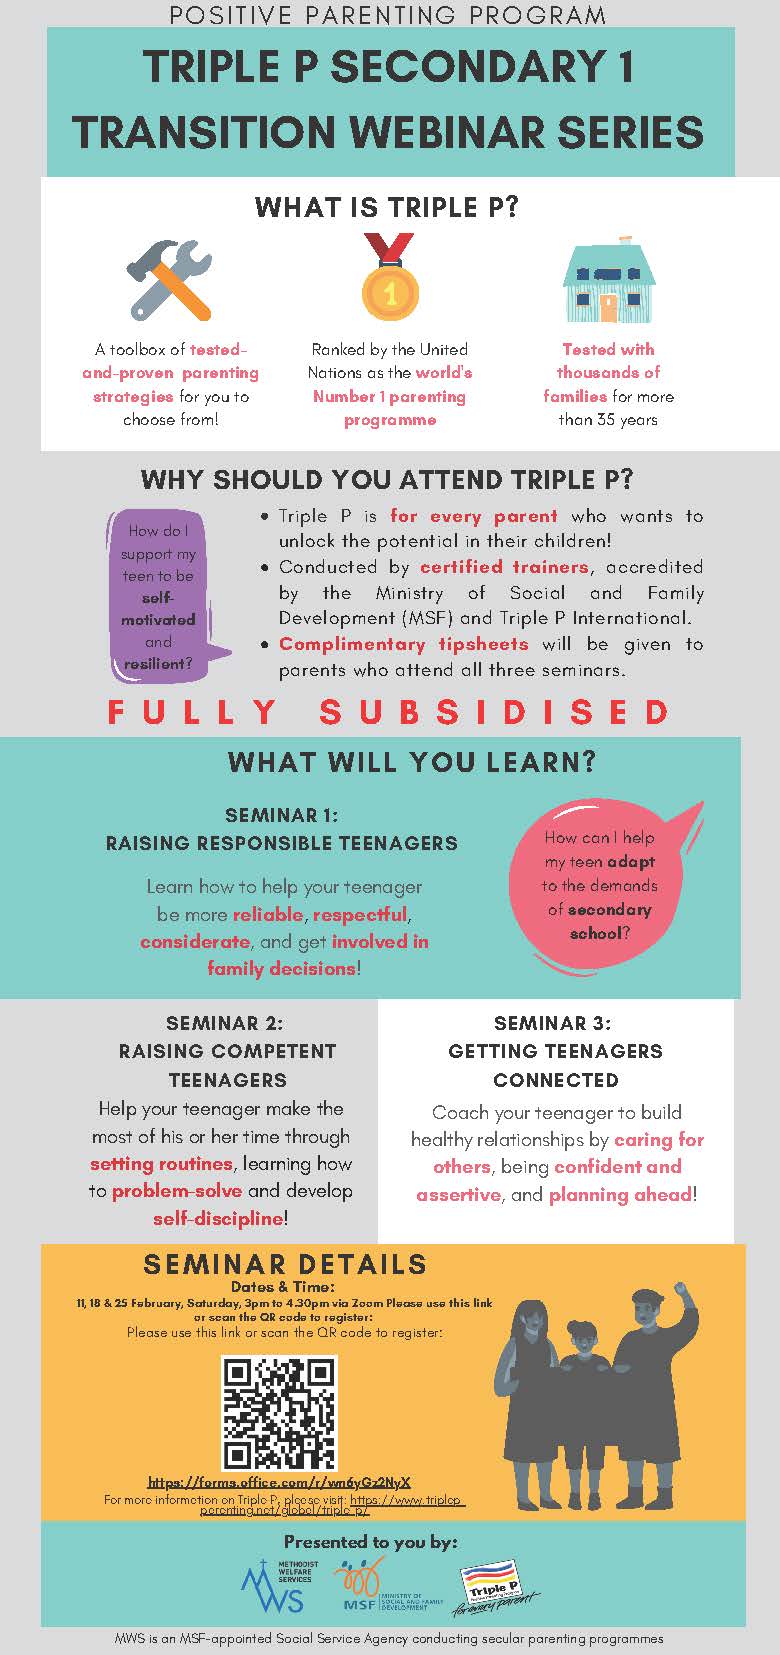 POSITIVE PARENTING PROGRAM
TRIPLE P SECONDARY 1
TRANSITION WEBINAR SERIES
WHAT IS TRIPLE P?
1
A toolbox of tested-
and-proven parenting
strategies for you to
choose from!
Ranked by the United
Nations as the world's
Number 1 parenting
programme
Tested with
thousands of
families for more
than 35 years
WHY SHOULD YOU ATTEND TRIPLE P?
How do I
support my
teen to be
self-
motivated
and
resilient?
• Triple P is for every parent who wants to
unlock the potential in their children!
• Conducted by certified trainers, accredited
by the Ministry of Social and Family
Development (MSF) and Triple P International.
• Complimentary tipsheets will be given to
parents who attend all three seminars.
FULLY SUBSIDISED
WHAT WILL YOU LEARN?
SEMINAR 1:
RAISING RESPONSIBLE TEENAGERS
Learn how to help your teenager
be more reliable, respectful,
considerate, and get involved in
family decisions!
How can I help
my teen adapt
to the demands
of secondary
school?
SEMINAR 2:
RAISING COMPETENT
TEENAGERS
Help your teenager make the
most of his or her time through
setting routines, learning how
to problem-solve and develop
self-discipline!
SEMINAR 3:
GETTING TEENAGERS
CONNECTED
Coach your teenager to build
healthy relationships by caring for
others, being confident and
assertive, and planning ahead!
SEMINAR DETAILS
Dates & Time:
11, 18 & 25 February, Saturday, 3pm to 4.30pm via Zoom Please use this link
or scan the QR code to register:
Please use this link or scan the QR code to register:
https://forms.office.com/r/wm6yGz2NyX
For more information on Triple P, please visit: https://www.triplep-
parenting.net/global/triple-p/
Presented to you by:
METHODIST
WELFARE
SERVICES
MWS
MSF
MINISTRY OF
SOCIAL AND FAMILY
DEVELOPMENT
Triple P
Positive Parenting Program
for every parent
MWS is an MSF-appointed Social Service Agency conducting secular parenting programmes